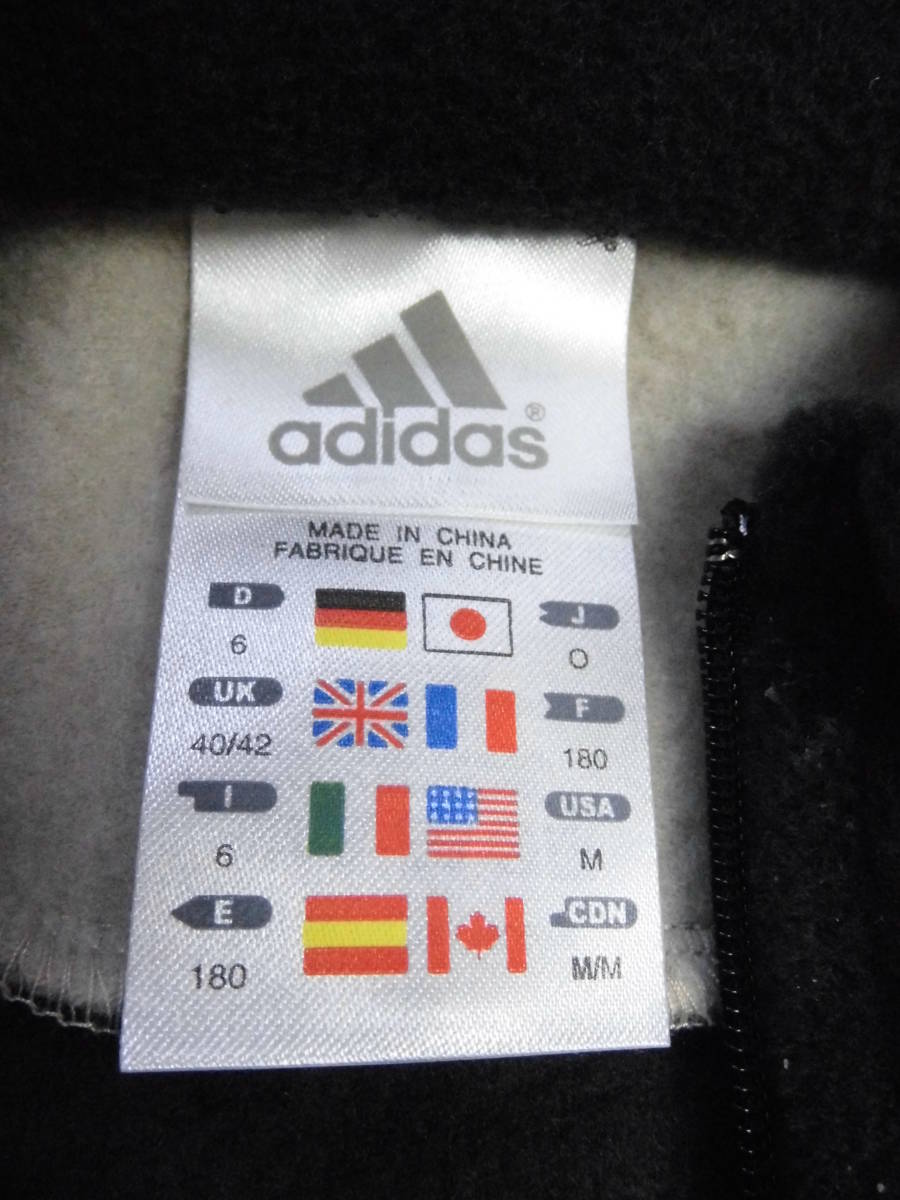 adidas®
MADE IN CHINA
FABRIQUE EN CHINE
D
J
6
O
UK
F
40/42
180
I
USA
6
M
E
CDN
180
M/M